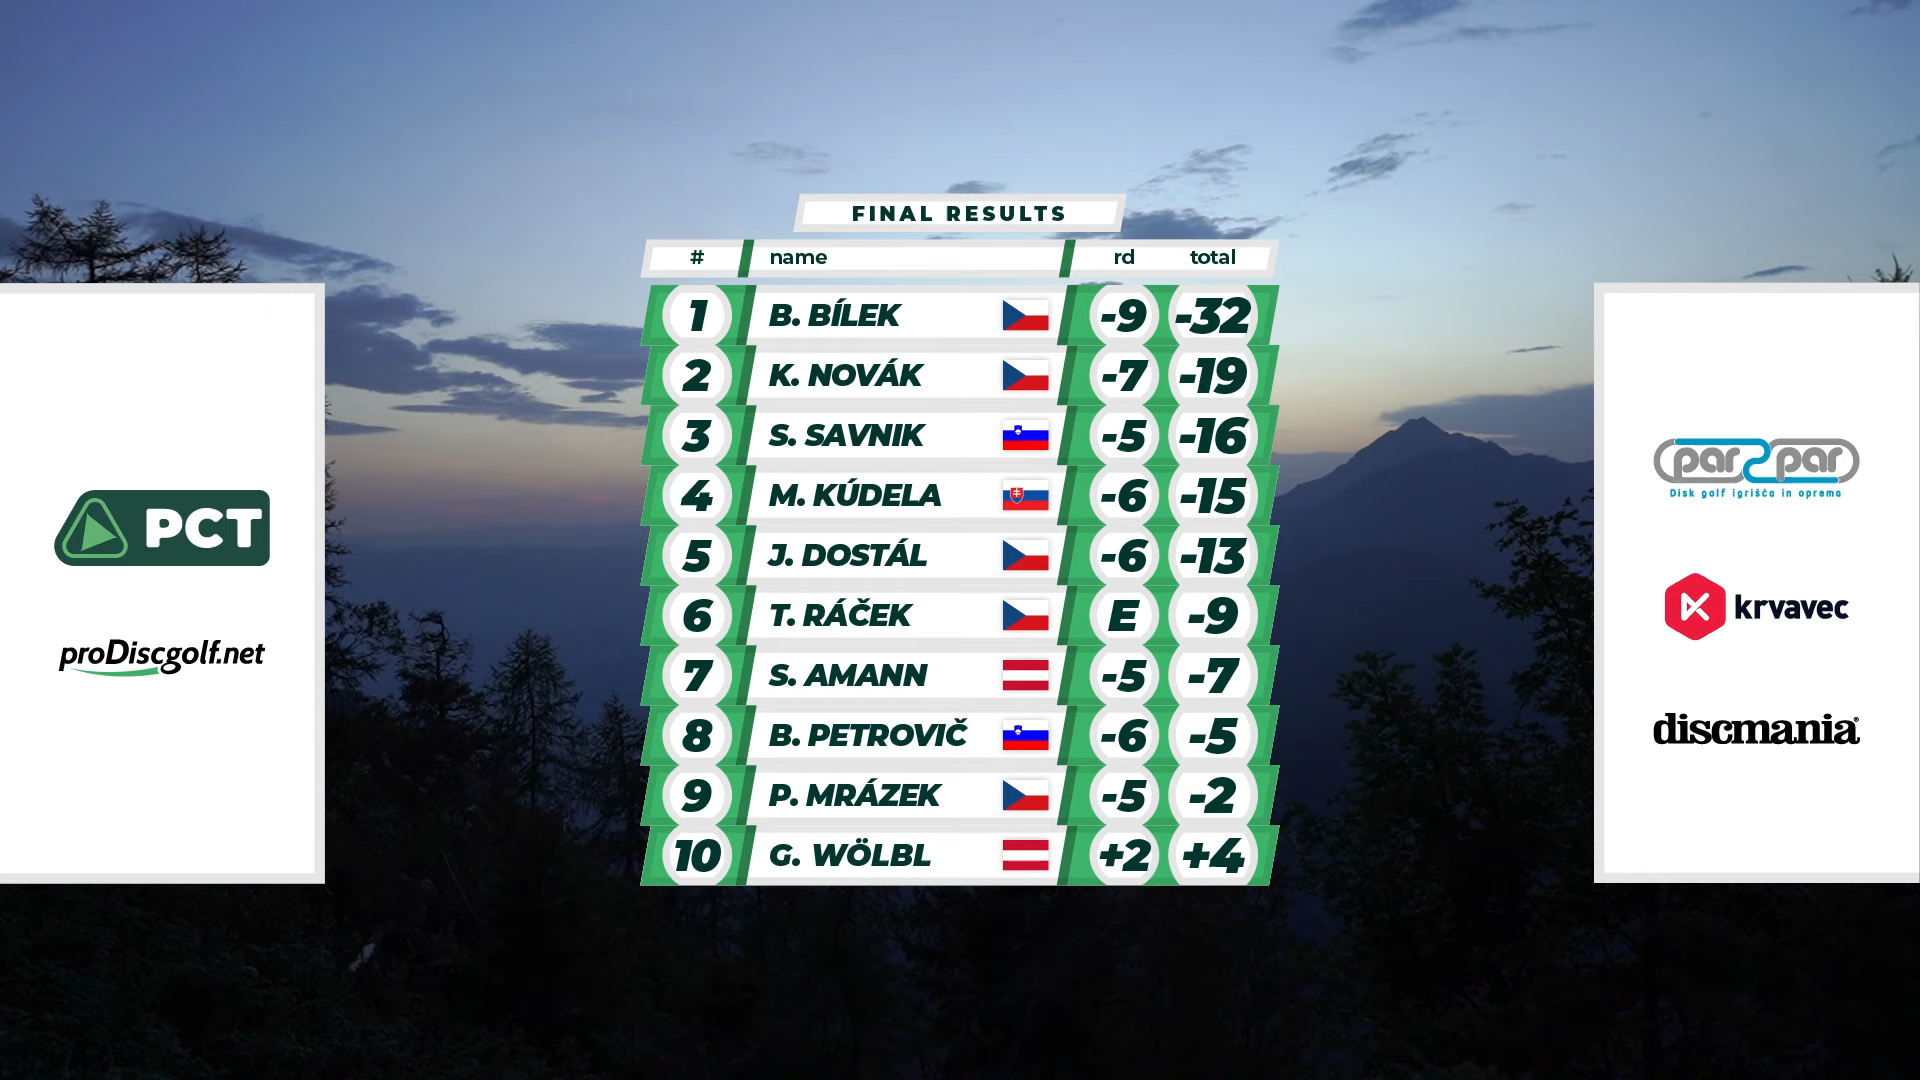 FINAL RESULTS
# name rd total
1 B. BÍLEK -9 -32
2 K. NOVÁK -7 -19
3 S. SAVNIK -5 -16
4 M. KÚDELA -6 -15
5 J. DOSTÁL -6 -13
6 T. RÁČEK E -9
7 S. AMANN -5 -7
8 B. PETROVIČ -6 -5
9 P. MRÁZEK -5 -2
10 G. WÖLBL +2 +4
PCT
proDiscgolf.net
par2par
Disk golf igrišča in oprema
krvavec
discmania